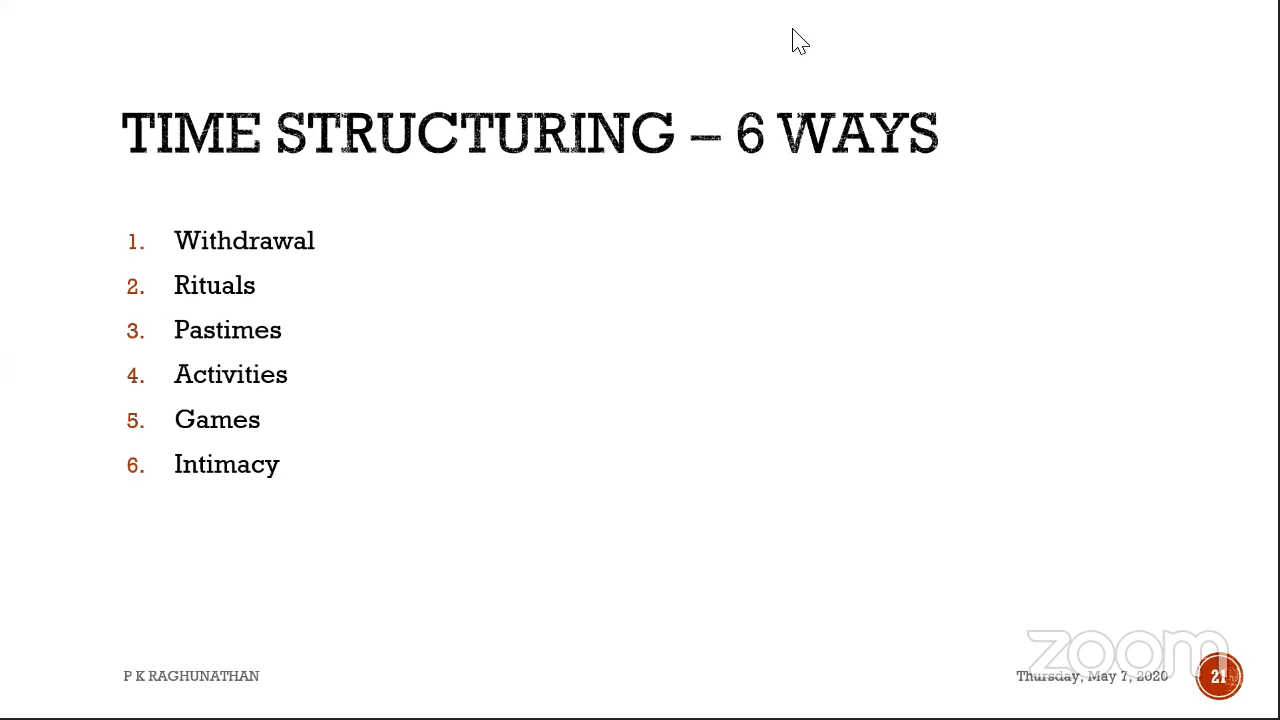 TIME STRUCTURING – 6 WAYS
1. Withdrawal
2. Rituals
3. Pastimes
4. Activities
5. Games
6. Intimacy
zoom
P K RAGHUNATHAN
Thursday, May 7, 2020
21